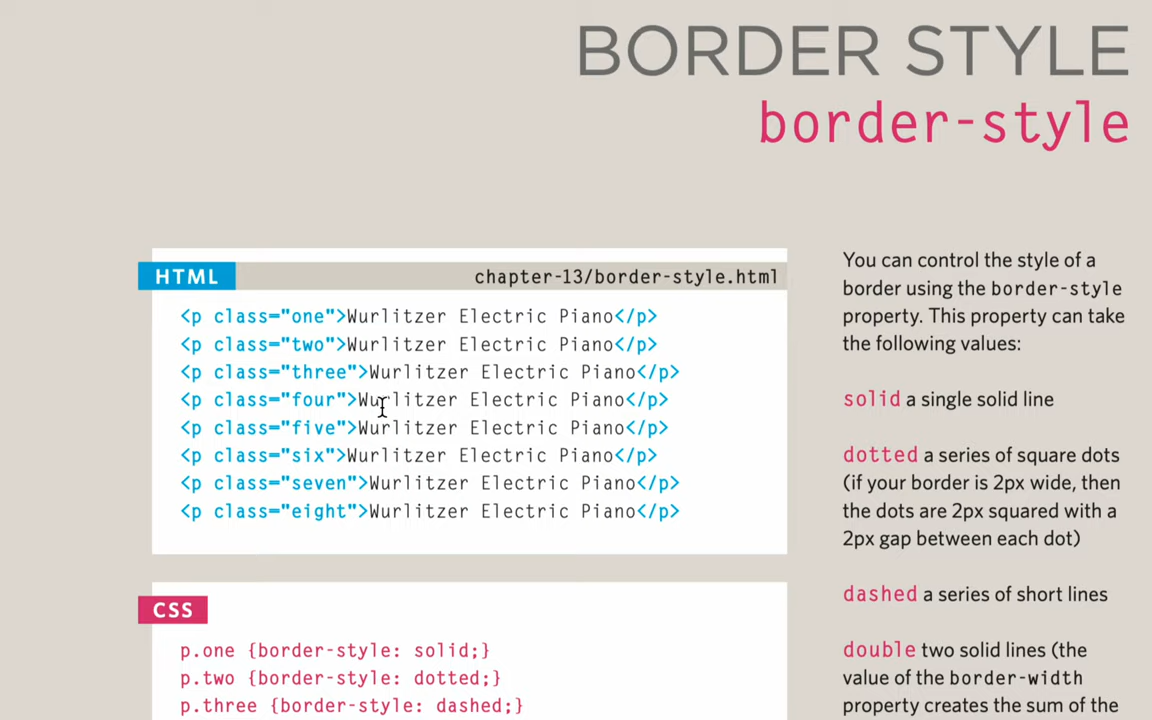 BORDER STYLE
border-style
HTML
chapter-13/border-style.html
<p class="one">Wurlitzer Electric Piano</p>
<p class="two">Wurlitzer Electric Piano</p>
<p class="three">Wurlitzer Electric Piano</p>
<p class="four">Wurlitzer Electric Piano</p>
<p class="five">Wurlitzer Electric Piano</p>
<p class="six">Wurlitzer Electric Piano</p>
<p class="seven">Wurlitzer Electric Piano</p>
<p class="eight">Wurlitzer Electric Piano</p>
CSS
p.one {border-style: solid;}
p.two {border-style: dotted;}
p.three {border-style: dashed;}
You can control the style of a
border using the border-style
property. This property can take
the following values:
solid a single solid line
dotted a series of square dots
(if your border is 2px wide, then
the dots are 2px squared with a
2px gap between each dot)
dashed a series of short lines
double two solid lines (the
value of the border-width
property creates the sum of the